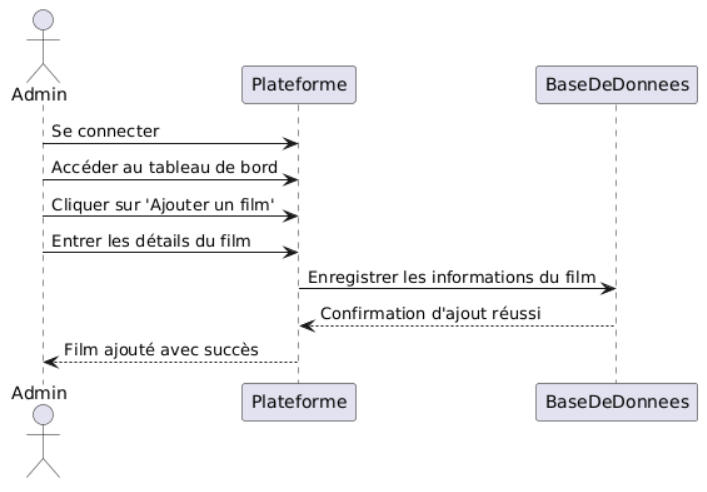 Admin
Plateforme
BaseDeDonnees
Se connecter
Accéder au tableau de bord
Cliquer sur 'Ajouter un film'
Entrer les détails du film
Enregistrer les informations du film
Confirmation d'ajout réussi
Film ajouté avec succès
Admin
Plateforme
BaseDeDonnees